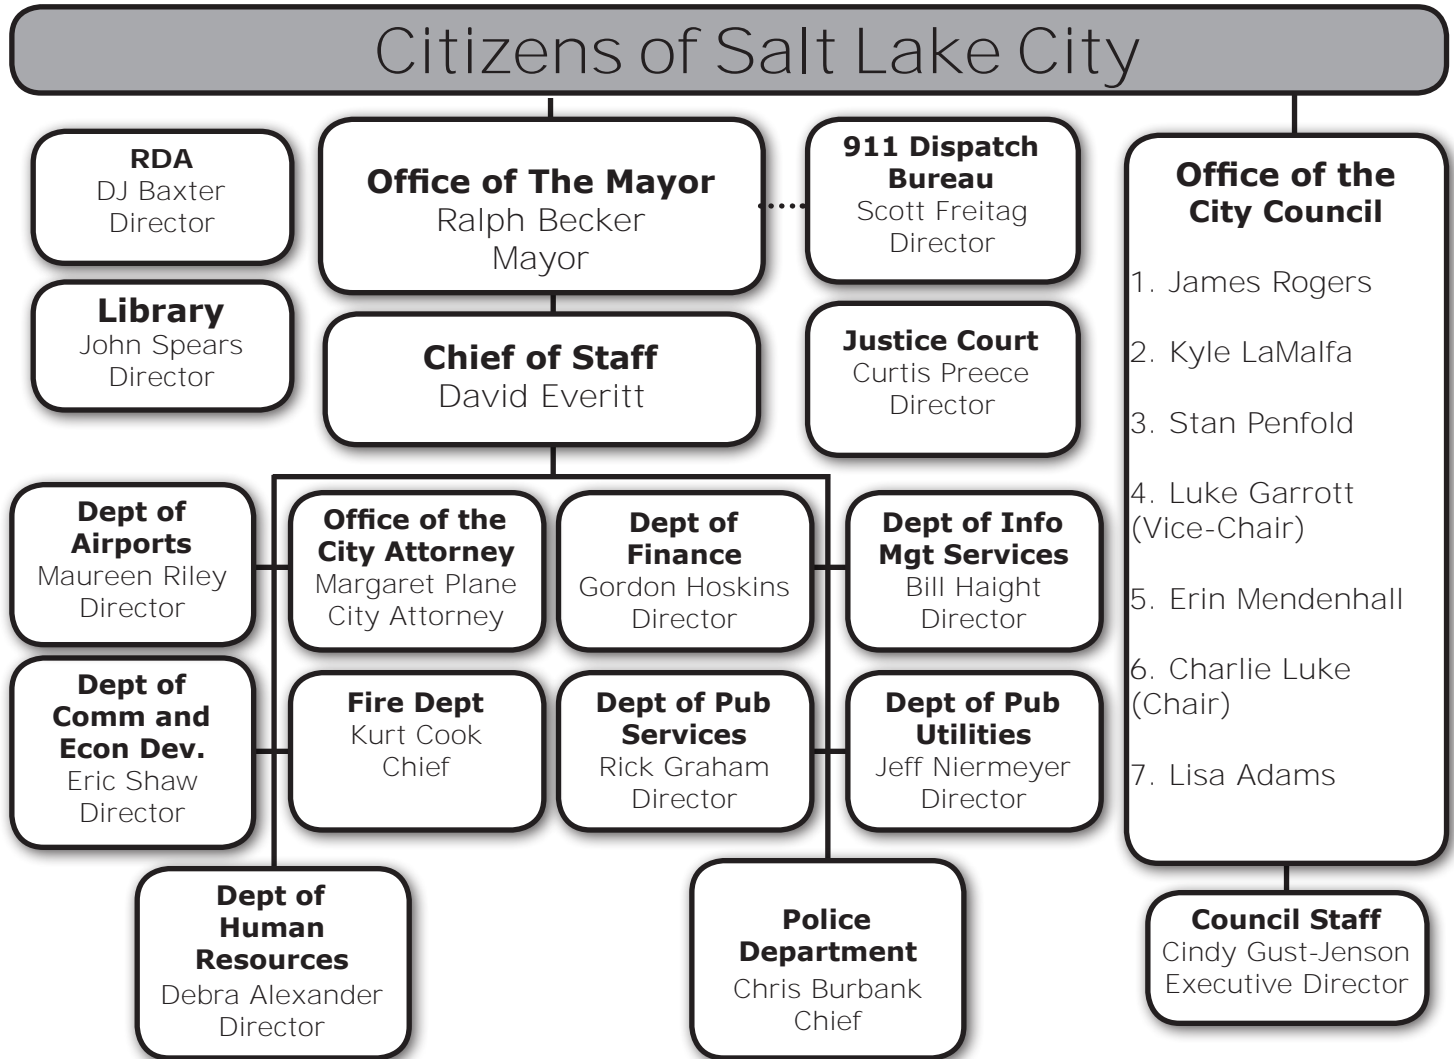 Citizens of Salt Lake City
RDA
DJ Baxter
Director
Office of The Mayor
Ralph Becker
Mayor
911 Dispatch
Bureau
Scott Freitag
Director
Office of the
City Council
1. James Rogers
2. Kyle LaMalfa
3. Stan Penfold
4. Luke Garrott
(Vice-Chair)
5. Erin Mendenhall
6. Charlie Luke
(Chair)
7. Lisa Adams
Library
John Spears
Director
Chief of Staff
David Everitt
Justice Court
Curtis Preece
Director
Dept of
Airports
Maureen Riley
Director
Office of the
City Attorney
Margaret Plane
City Attorney
Dept of
Finance
Gordon Hoskins
Director
Dept of Info
Mgt Services
Bill Haight
Director
Dept of
Comm and
Econ Dev.
Eric Shaw
Director
Fire Dept
Kurt Cook
Chief
Dept of Pub
Services
Rick Graham
Director
Dept of Pub
Utilities
Jeff Niermeyer
Director
Dept of
Human
Resources
Debra Alexander
Director
Police
Department
Chris Burbank
Chief
Council Staff
Cindy Gust-Jenson
Executive Director